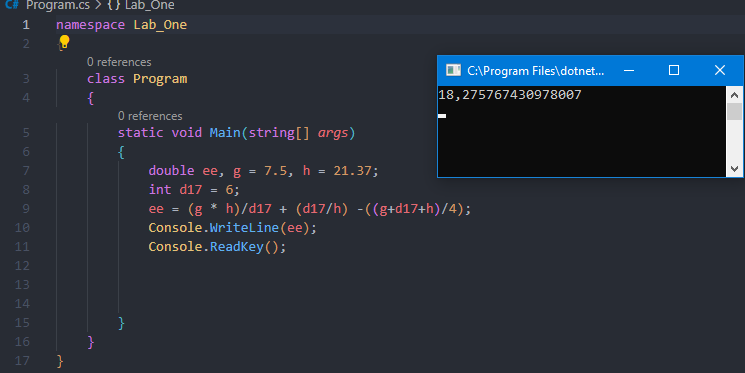 C# Program.cs > {} Lab_One
1 namespace Lab_One
2
0 references
3 class Program
4 {
0 references
5 static void Main(string[] args)
6 {
7 double ee, g = 7.5, h = 21.37;
8 int d17 = 6;
9 ee = (g * h)/d17 + (d17/h) -((g+d17+h)/4);
10 Console.WriteLine(ee);
11 Console.ReadKey();
12
13
14
15 }
16 }
17 }
C:\Program Files\dotnet...
18,275767430978007